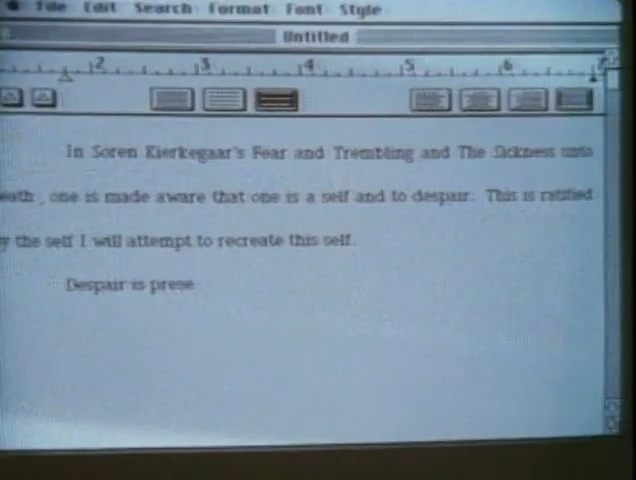 File Edit Search Format Font Style
Untitled
2 3 4 5 6 7
In Soren Kierkegaar's Fear and Trembling and The Sickness unto
eath , one is made aware that one is a self and to despair. This is ratified
y the self I will attempt to recreate this self.
Despair is prese